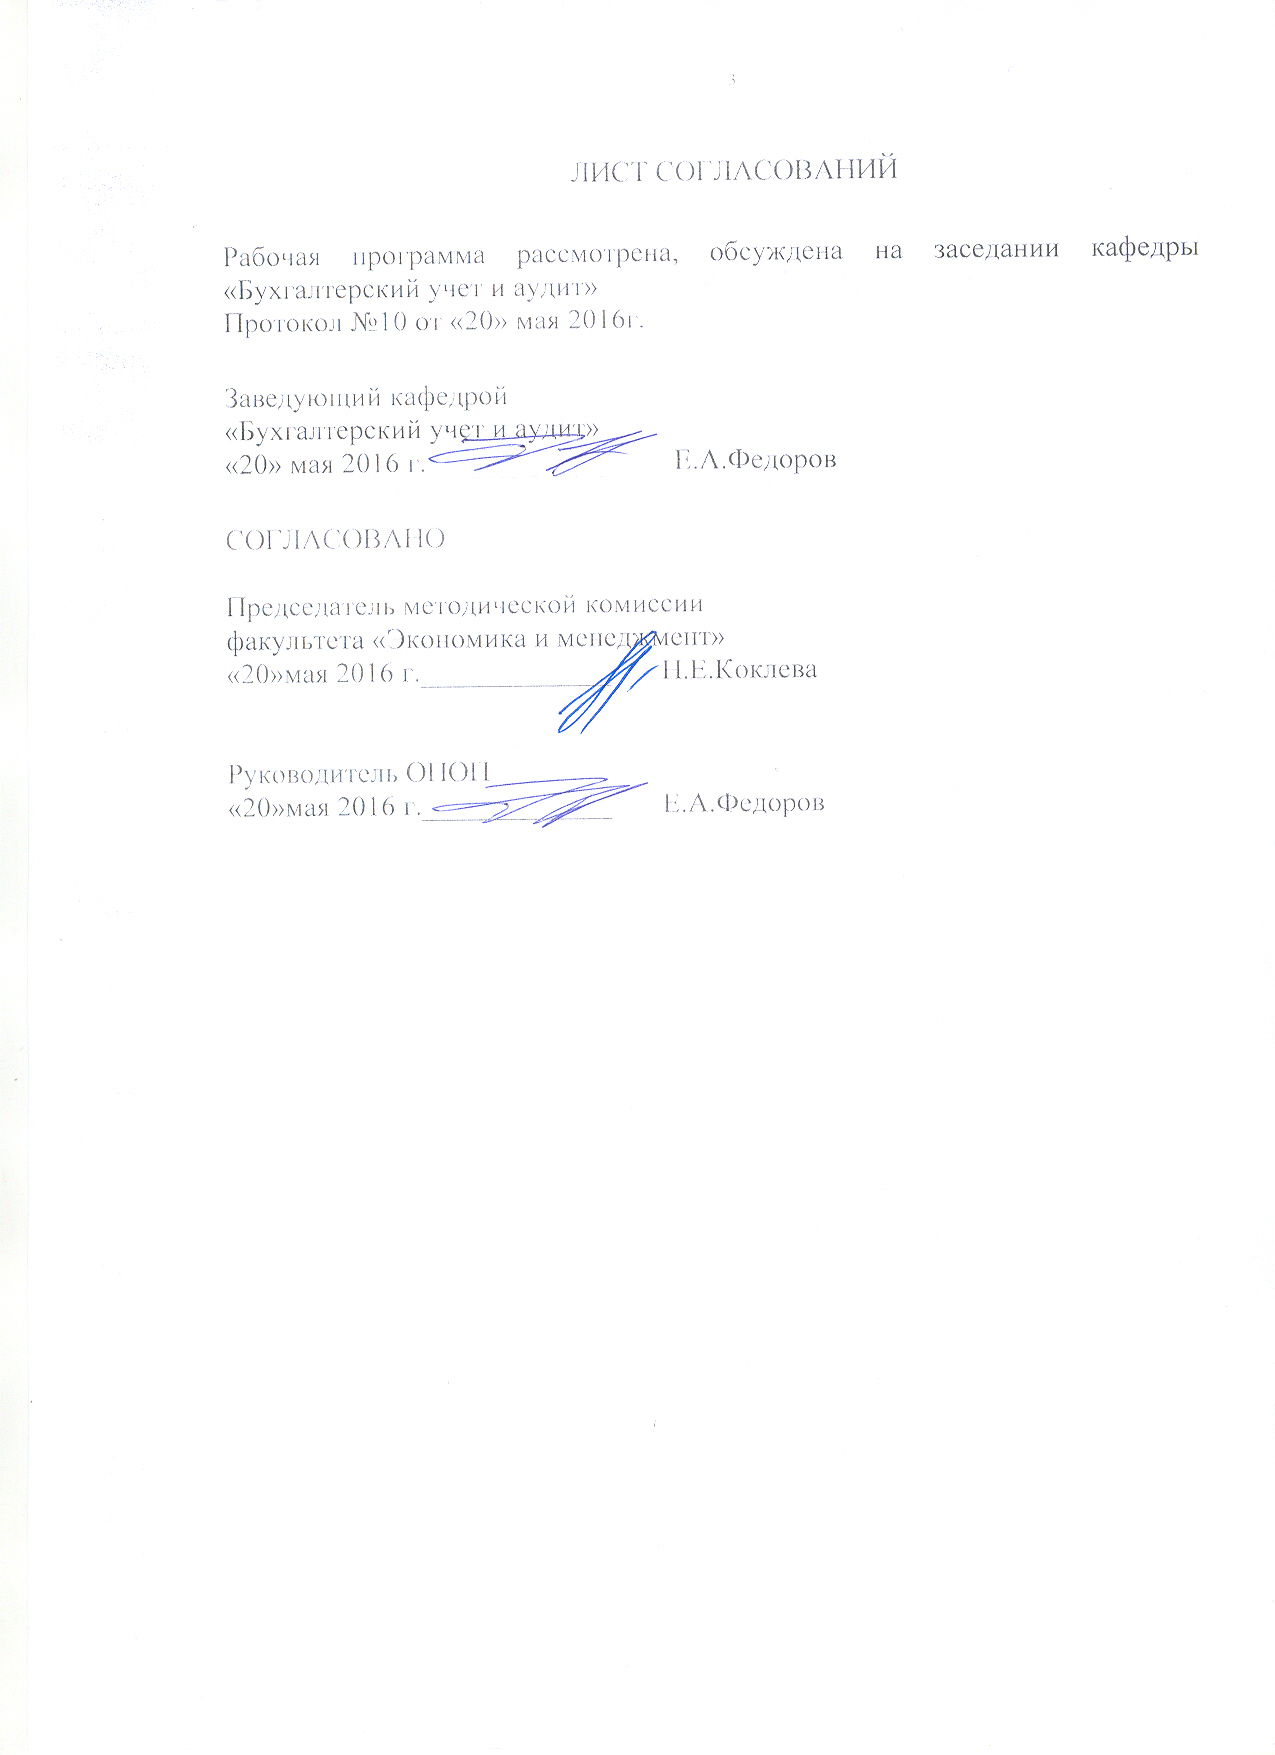 ЛИСТ СОГЛАСОВАНИЙ
Рабочая программа рассмотрена, обсуждена на заседании кафедры
«Бухгалтерский учет и аудит»
Протокол №10 от «20» мая 2016г.
Заведующий кафедрой
«Бухгалтерский учет и аудит»
«20» мая 2016 г. Е.А.Федоров
СОГЛАСОВАНО
Председатель методической комиссии
факультета «Экономика и менеджмент»
«20»мая 2016 г. Н.Е.Коклева
Руководитель ОПОП
«20»мая 2016 г. Е.А.Федоров